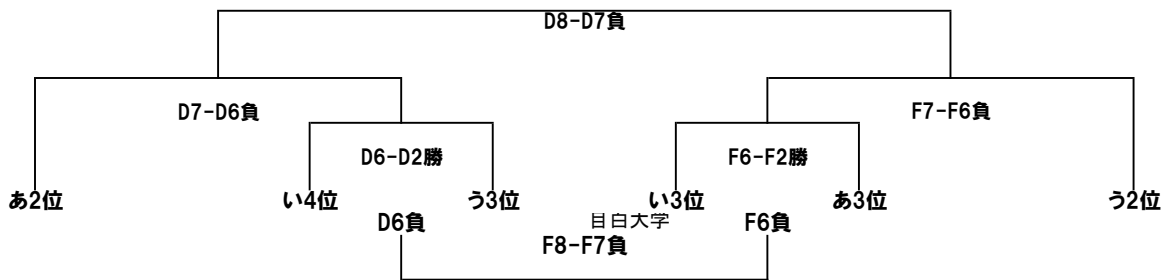 D8-D7負
D7-D6負
F7-F6負
D6-D2勝
F6-F2勝
あ2位
い4位
う3位
い3位
あ3位
う2位
D6負
目白大学
F6負
F8-F7負